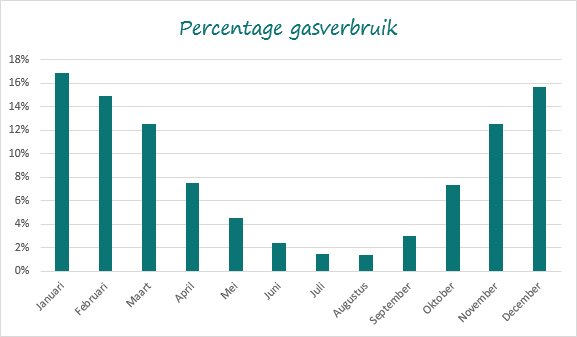 Percentage gasverbruik
18%
16%
14%
12%
10%
8%
6%
4%
2%
0%
Januari
Februari
Maart
April
Mei
Juni
Juli
Augustus
September
Oktober
November
December